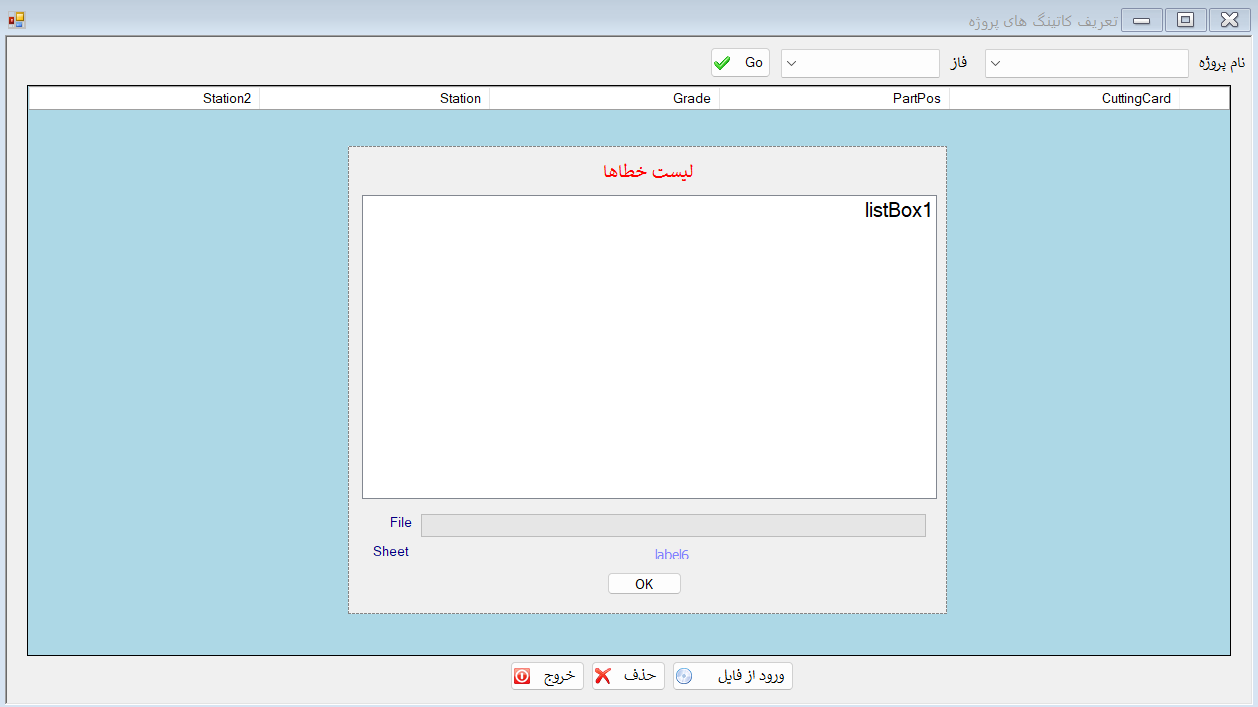 تعریف کاتینگ های پروژه
نام پروژه
فاز
Go
CuttingCard PartPos Grade Station Station2
لیست خطاها
listBox1
File
Sheet
label6
OK
ورود از فایل
حذف
خروج